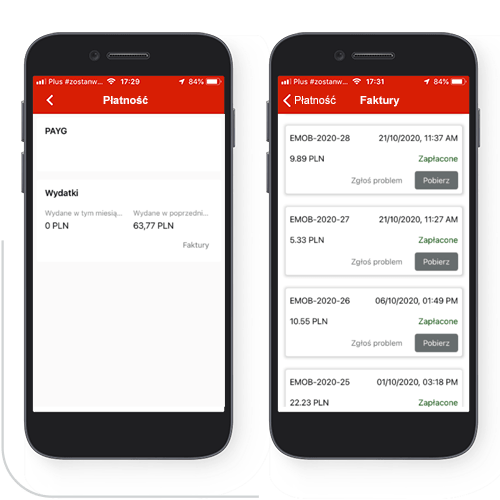 Plus #zostanw... 17:29 84%
Płatność
PAYG
Wydatki
Wydane w tym miesią... Wydane w poprzedni...
0 PLN 63,77 PLN
Faktury
Plus #zostanw... 17:31 84%
Płatność Faktury
EMOB-2020-28 21/10/2020, 11:37 AM
9.89 PLN Zapłacone
Zgłoś problem Pobierz
EMOB-2020-27 21/10/2020, 11:27 AM
5.33 PLN Zapłacone
Zgłoś problem Pobierz
EMOB-2020-26 06/10/2020, 01:49 PM
10.55 PLN Zapłacone
Zgłoś problem Pobierz
EMOB-2020-25 01/10/2020, 03:18 PM
22.23 PLN Zapłacone